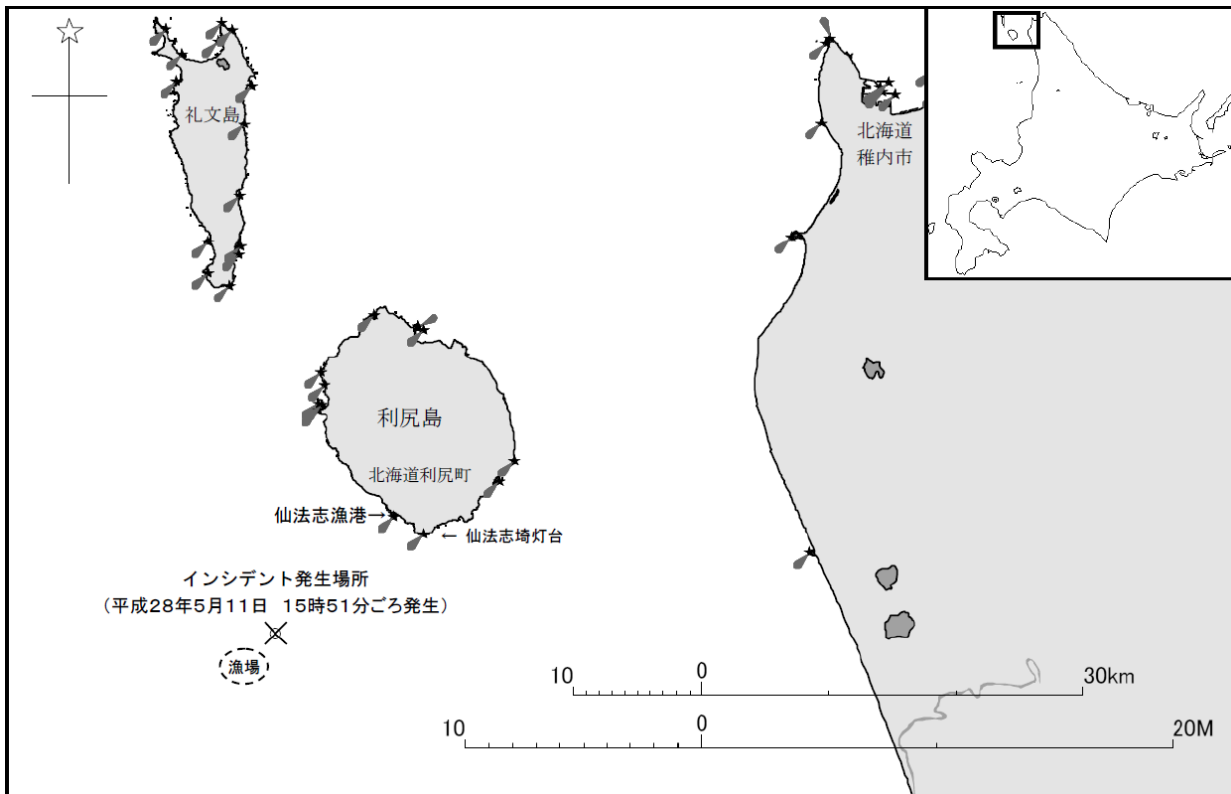 礼文島
北海道
稚内市
利尻島
北海道利尻町
仙法志漁港→
← 仙法志埼灯台
インシデント発生場所
（平成28年5月11日　15時51分ごろ発生）
漁場
10 0 30km
10 0 20M